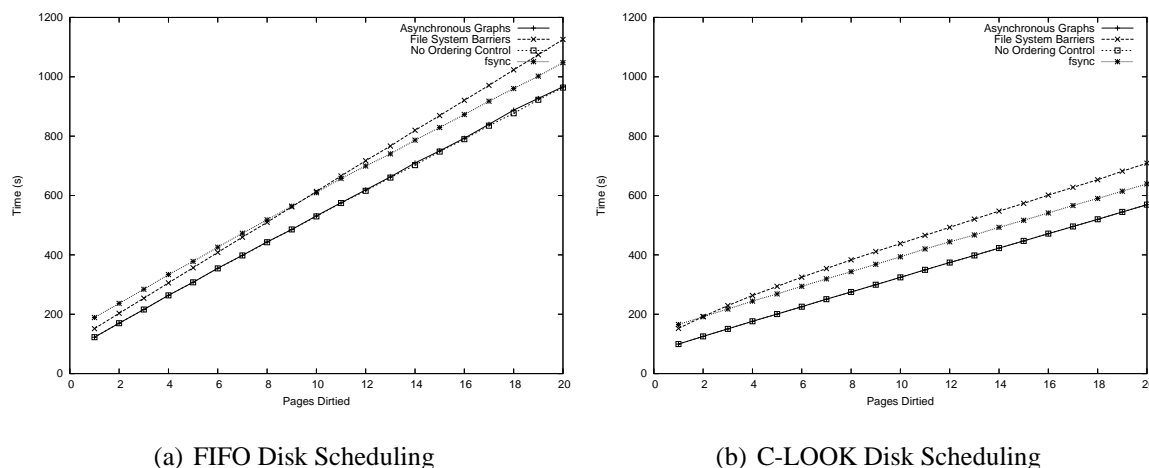 1200
1000
800
600
400
200
0
Time (s)
0 2 4 6 8 10 12 14 16 18 20
Pages Dirtied
Asynchronous Graphs
File System Barriers
No Ordering Control
fsync
(a) FIFO Disk Scheduling
1200
1000
800
600
400
200
0
Time (s)
0 2 4 6 8 10 12 14 16 18 20
Pages Dirtied
Asynchronous Graphs
File System Barriers
No Ordering Control
fsync
(b) C-LOOK Disk Scheduling